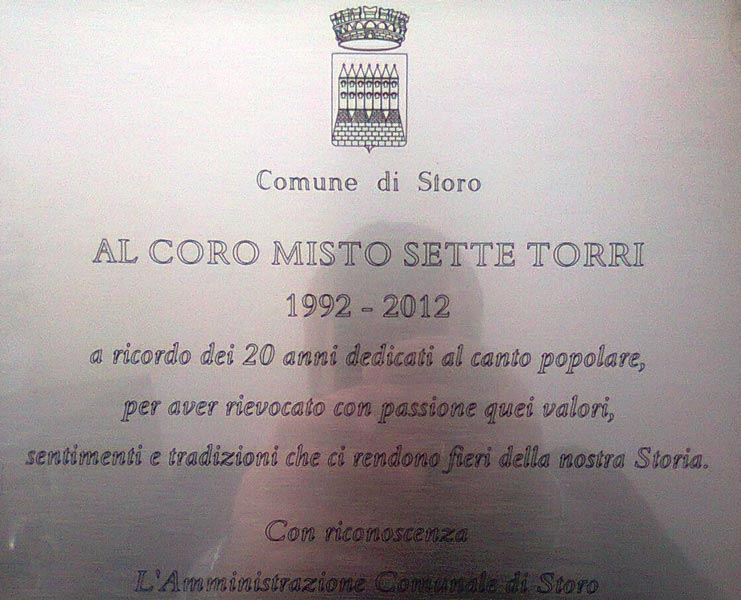 Comune di Storo
AL CORO MISTO SETTE TORRI
1992 - 2012
a ricordo dei 20 anni dedicati al canto popolare,
per aver rievocato con passione quei valori,
sentimenti e tradizioni che ci rendono fieri della nostra Storia.
Con riconoscenza
L'Amministrazione Comunale di Storo